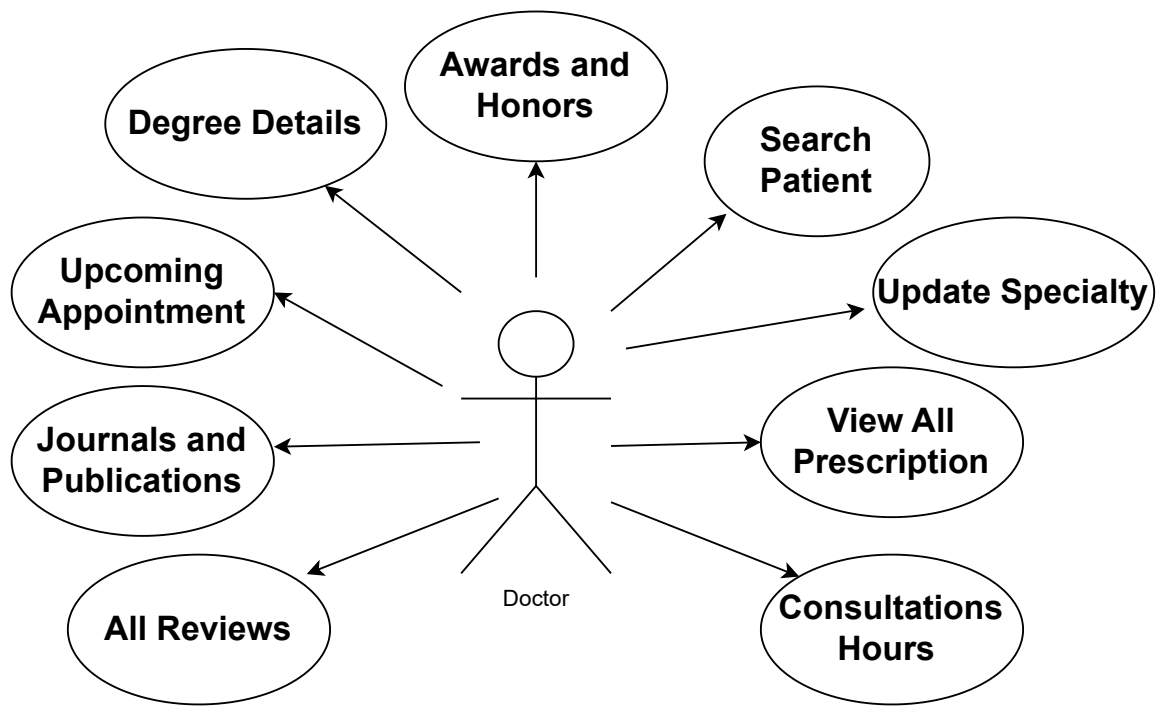 Awards and
Honors
Degree Details
Search
Patient
Upcoming
Appointment
Update Specialty
Journals and
Publications
View All
Prescription
All Reviews
Doctor
Consultations
Hours